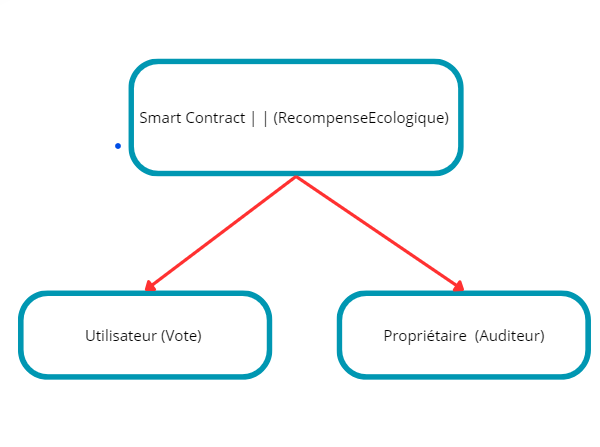 Smart Contract | | (RecompenseEcologique)
Utilisateur (Vote)
Propriétaire  (Auditeur)